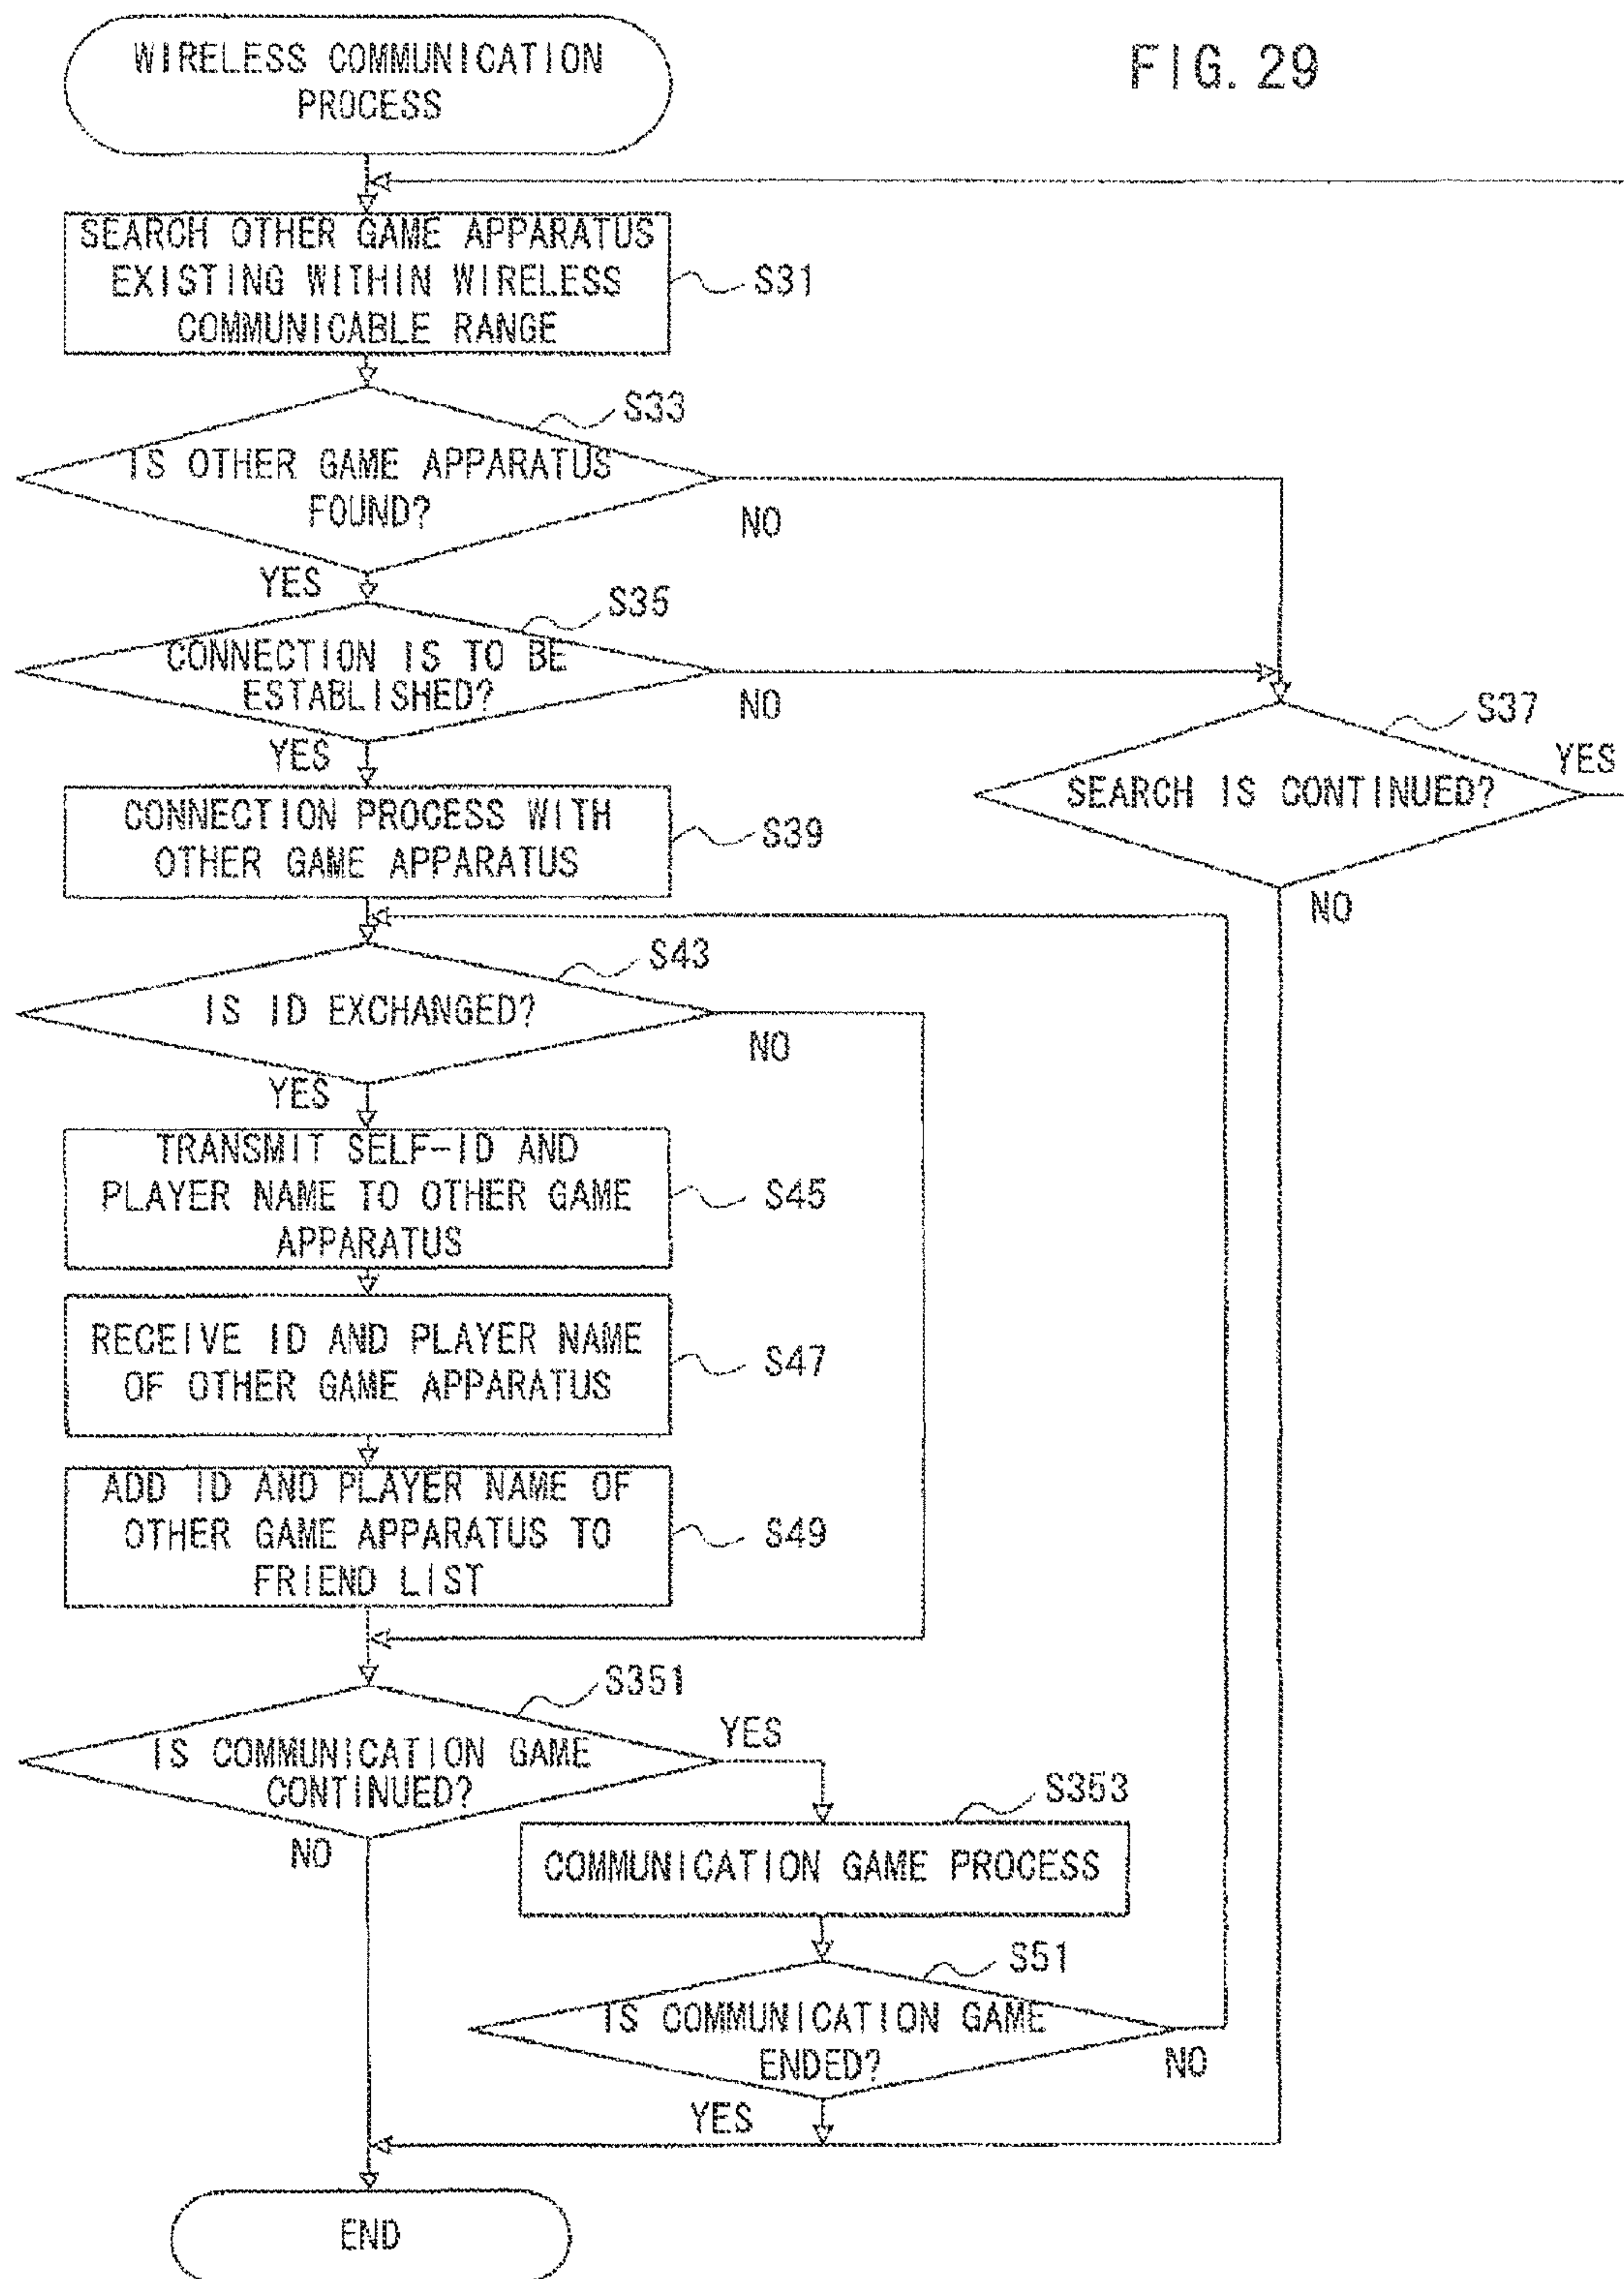 FIG. 29
WIRELESS COMMUNICATION
PROCESS
SEARCH OTHER GAME APPARATUS
EXISTING WITHIN WIRELESS
COMMUNICABLE RANGE
S31
S33
IS OTHER GAME APPARATUS
FOUND?
NO
YES
S35
CONNECTION IS TO BE
ESTABLISHED?
NO
YES
S37
SEARCH IS CONTINUED?
YES
NO
CONNECTION PROCESS WITH
OTHER GAME APPARATUS
S39
S43
IS ID EXCHANGED?
NO
YES
TRANSMIT SELF-ID AND
PLAYER NAME TO OTHER GAME
APPARATUS
S45
RECEIVE ID AND PLAYER NAME
OF OTHER GAME APPARATUS
S47
ADD ID AND PLAYER NAME OF
OTHER GAME APPARATUS TO
FRIEND LIST
S49
S351
IS COMMUNICATION GAME
CONTINUED?
YES
NO
S353
COMMUNICATION GAME PROCESS
S51
IS COMMUNICATION GAME
ENDED?
NO
YES
END